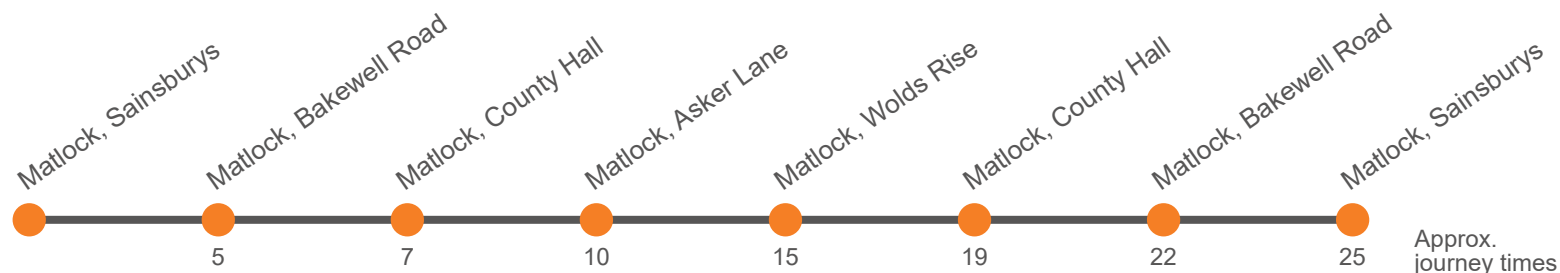 Matlock, Sainsburys
Matlock, Bakewell Road
Matlock, County Hall
Matlock, Asker Lane
Matlock, Wolds Rise
Matlock, County Hall
Matlock, Bakewell Road
Matlock, Sainsburys
5
7
10
15
19
22
25
Approx.
journey times